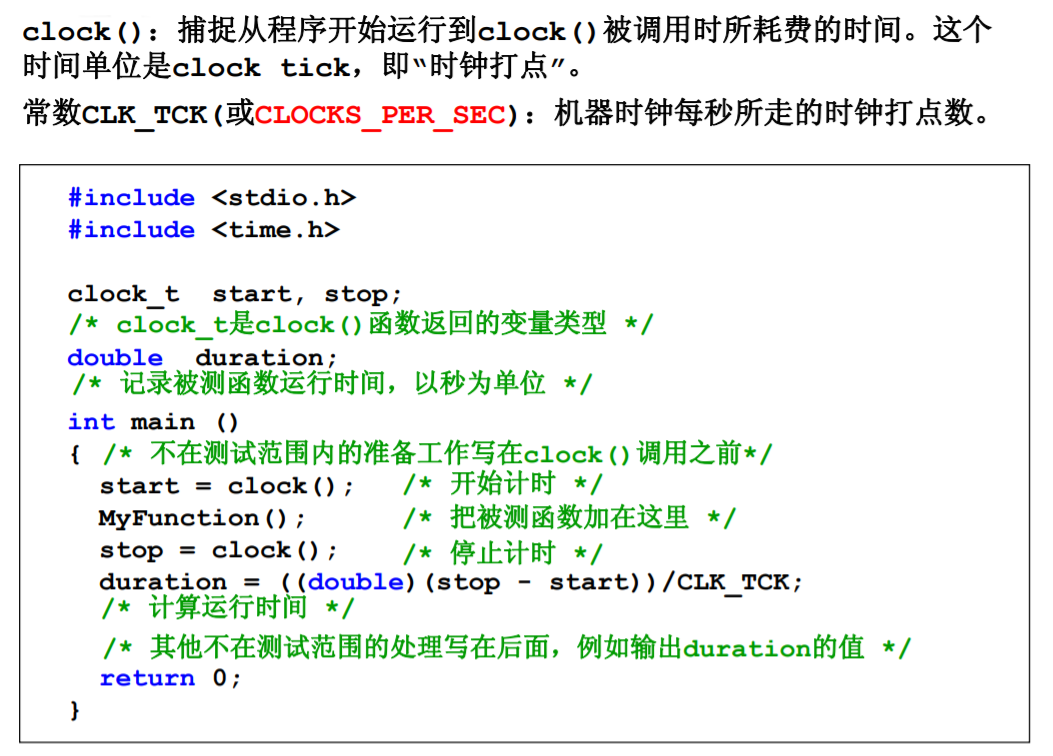 clock(): 捕捉从程序开始运行到clock()被调用时所耗费的时间。这个
时间单位是clock tick，即“时钟打点”。
常数CLK_TCK(或CLOCKS_PER_SEC): 机器时钟每秒所走的时钟打点数。
#include <stdio.h>
#include <time.h>
clock_t  start, stop;
/* clock_t是clock()函数返回的变量类型 */
double  duration;
/* 记录被测函数运行时间，以秒为单位 */
int main ()
{ /* 不在测试范围内的准备工作写在clock()调用之前*/
start = clock();   /* 开始计时 */
MyFunction();      /* 把被测函数加在这里 */
stop = clock();    /* 停止计时 */
duration = ((double)(stop - start))/CLK_TCK;
/* 计算运行时间 */
/* 其他不在测试范围的处理写在后面，例如输出duration的值 */
return 0;
}